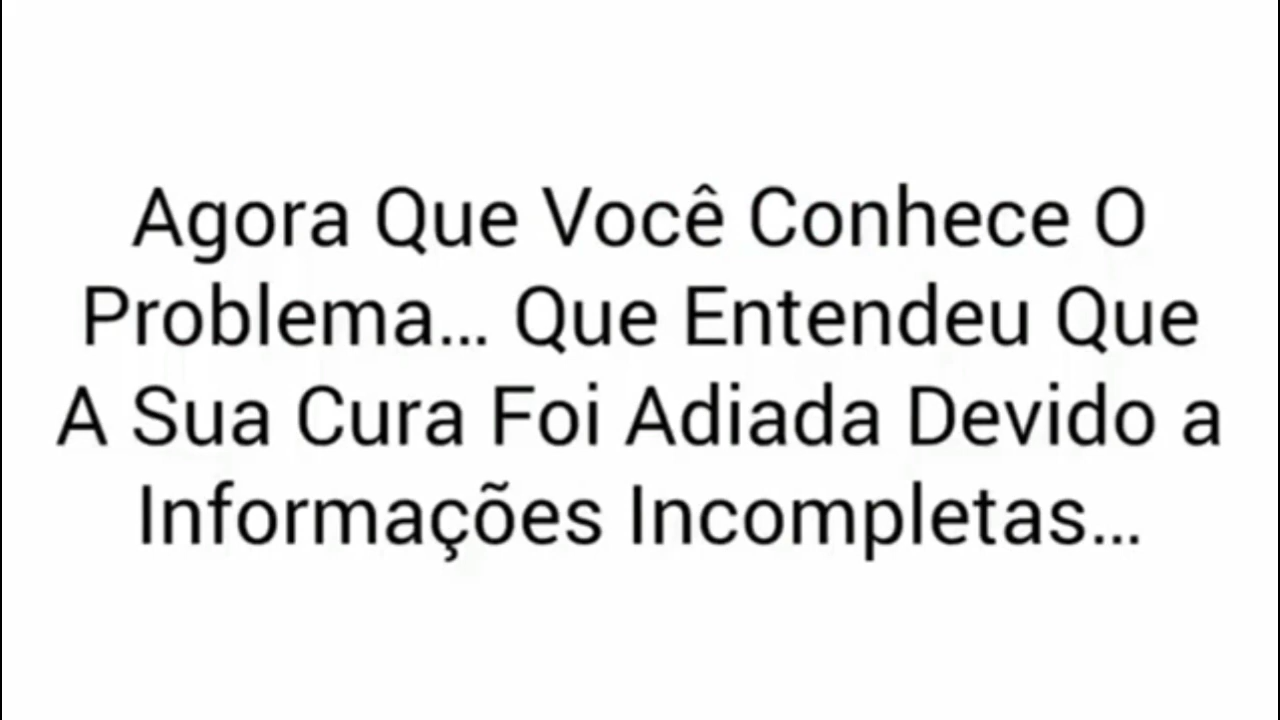 Agora Que Você Conhece O
Problema... Que Entendeu Que
A Sua Cura Foi Adiada Devido a
Informações Incompletas...